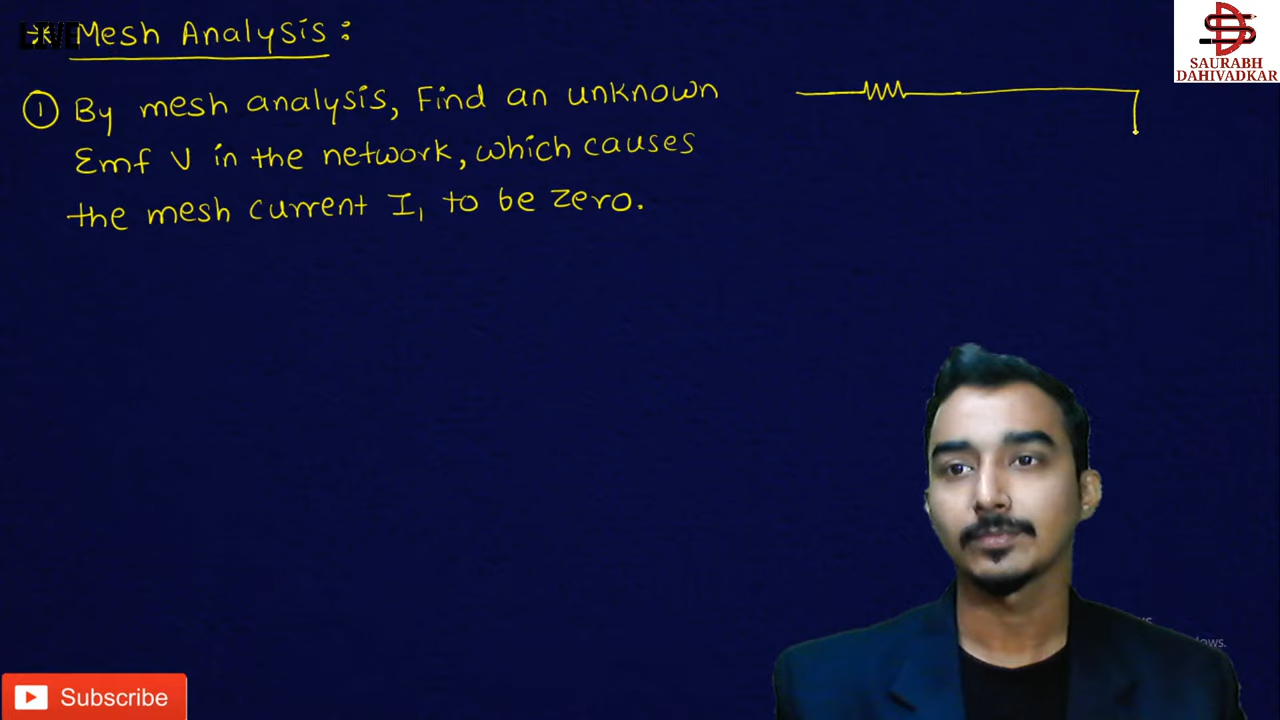 * Mesh Analysis :
LIVE
① By mesh analysis, Find an unknown
Emf V in the network, which causes
the mesh current I₁ to be zero.
SAURABH
DAHIVADKAR
Subscribe